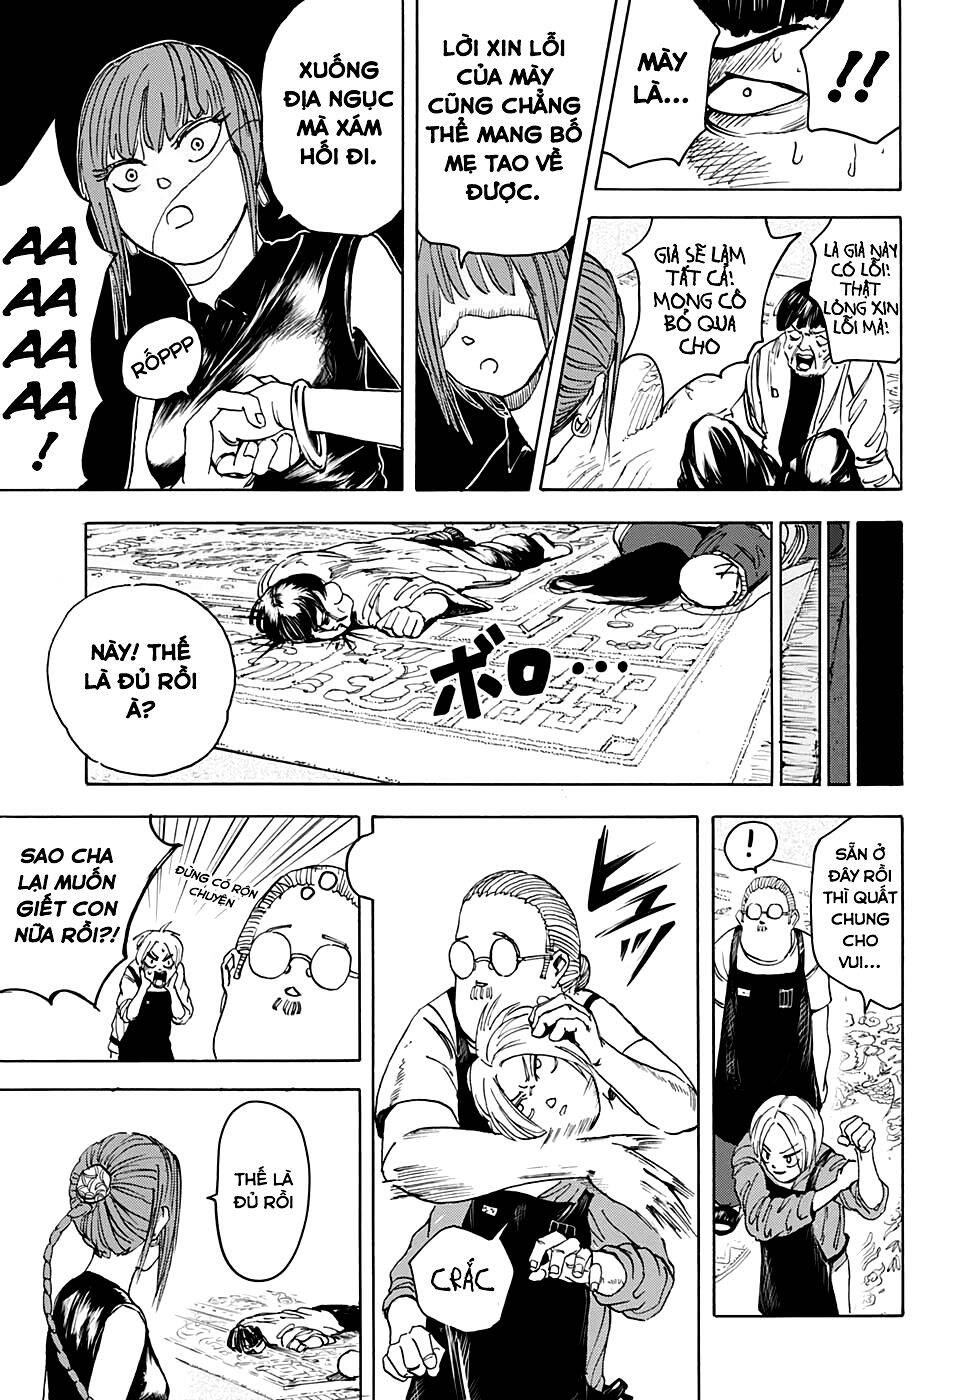 !!
MÀY
LÀ...
LÀ GIÀ NÀY
CÓ LỖI!
THẬT
LÒNG XIN
LỖI MÀ!
GIÀ SẼ LÀM
TẤT CẢ!
MONG CÔ
BỎ QUA
CHO
LỜI XIN LỖI
CỦA MÀY
CŨNG CHẲNG
THỂ MANG BỐ
MẸ TAO VỀ
ĐƯỢC.
XUỐNG
ĐỊA NGỤC
MÀ XÁM
HỐI ĐI.
RỐPPP
AA
AA
AA
AA
!
ボロ...
NÀY! THẾ
LÀ ĐỦ RỒI
À?
SẴN Ở
ĐÂY RỒI
THÌ QUẤT
CHUNG
CHO
VUI...
!
CRẮC
ĐỪNG CÓ RỘN
CHUYỆN
SAO CHA
LẠI MUỐN
GIẾT CON
NỮA RỒI?!
THẾ LÀ
ĐỦ RỒI